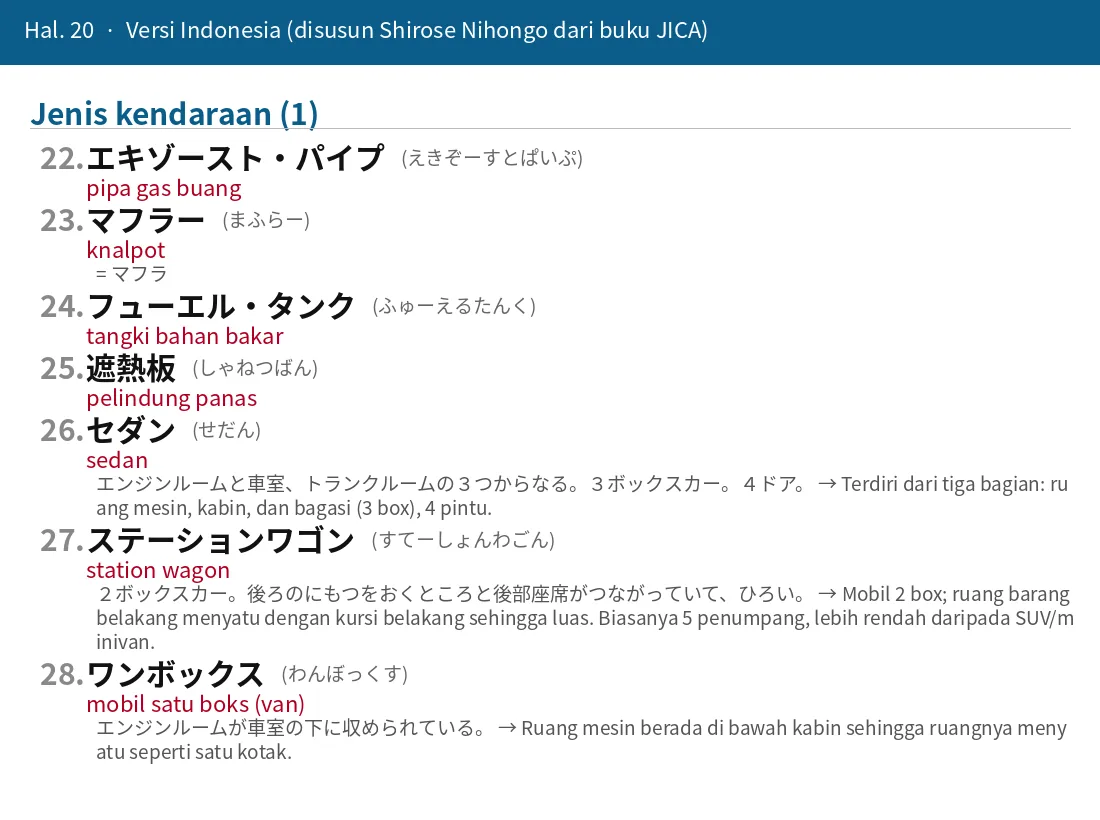 Hal. 20 · Versi Indonesia (disusun Shirose Nihongo dari buku JICA)
Jenis kendaraan (1)
22. エキゾースト・パイプ (えきぞーすとぱいぷ)
pipa gas buang
23. マフラー (まふらー)
knalpot
= マフラ
24. フューエル・タンク (ふゅーえるたんく)
tangki bahan bakar
25. 遮熱板 (しゃねつばん)
pelindung panas
26. セダン (せだん)
sedan
エンジンルームと車室、トランクルームの３つからなる。３ボックスカー。４ドア。 → Terdiri dari tiga bagian: ru
ang mesin, kabin, dan bagasi (3 box), 4 pintu.
27. ステーションワゴン (すてーしょんわごん)
station wagon
２ボックスカー。後ろのにもつをおくところと後部座席がつながっていて、ひろい。 → Mobil 2 box; ruang barang
belakang menyatu dengan kursi belakang sehingga luas. Biasanya 5 penumpang, lebih rendah daripada SUV/m
inivan.
28. ワンボックス (わんぼっくす)
mobil satu boks (van)
エンジンルームが車室の下に収められている。 → Ruang mesin berada di bawah kabin sehingga ruangnya meny
atu seperti satu kotak.